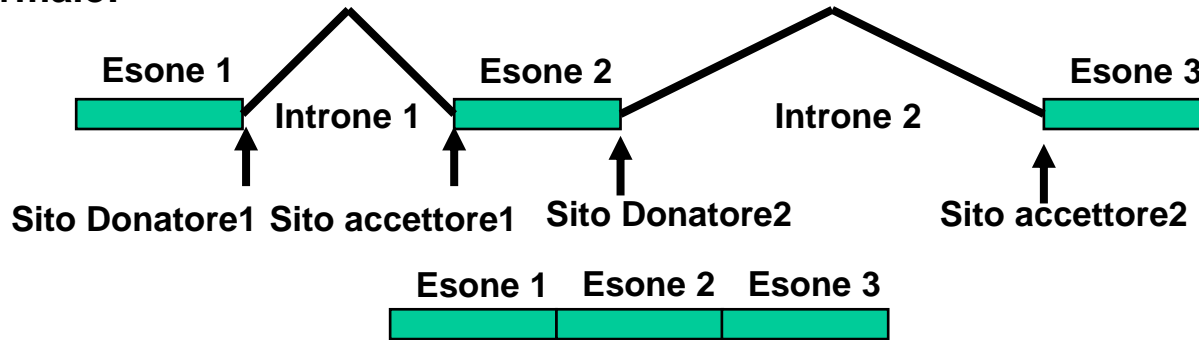 Esone 1 Esone 2 Esone 3
Introne 1 Introne 2
Sito Donatore1 Sito accettore1 Sito Donatore2 Sito accettore2
Esone 1 Esone 2 Esone 3